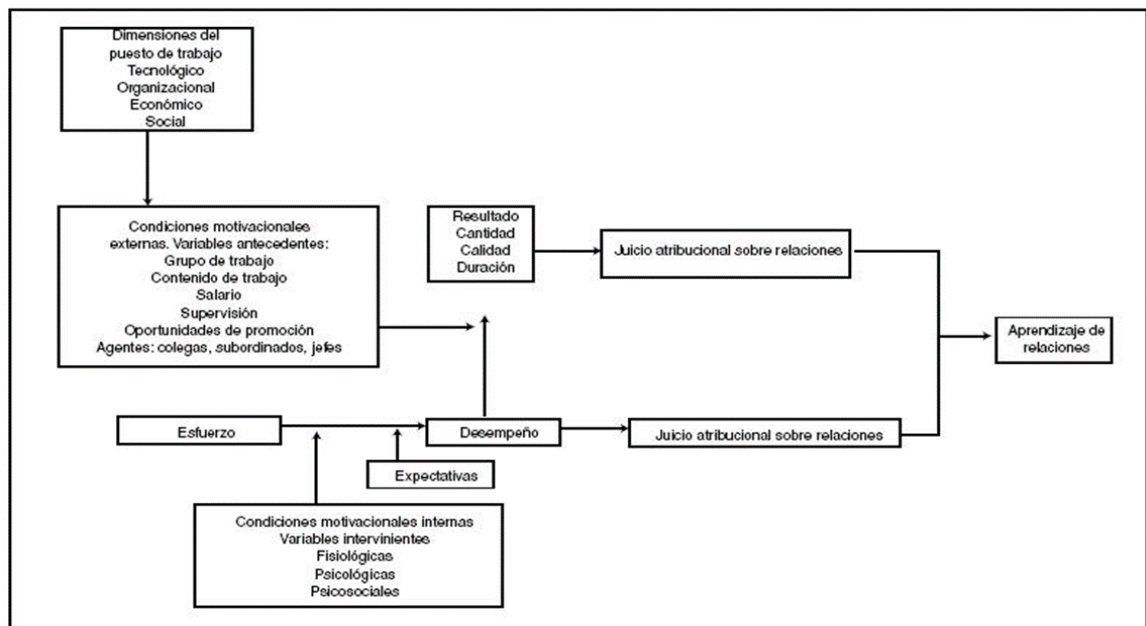 Dimensiones del
puesto de trabajo
Tecnológico
Organizacional
Económico
Social
Condiciones motivacionales
externas. Variables antecedentes:
Grupo de trabajo
Contenido de trabajo
Salario
Supervisión
Oportunidades de promoción
Agentes: colegas, subordinados, jefes
Resultado
Cantidad
Calidad
Duración
Juicio atribucional sobre relaciones
Aprendizaje de
relaciones
Esfuerzo
Desempeño
Juicio atribucional sobre relaciones
Expectativas
Condiciones motivacionales internas
Variables intervinientes
Fisiológicas
Psicológicas
Psicosociales